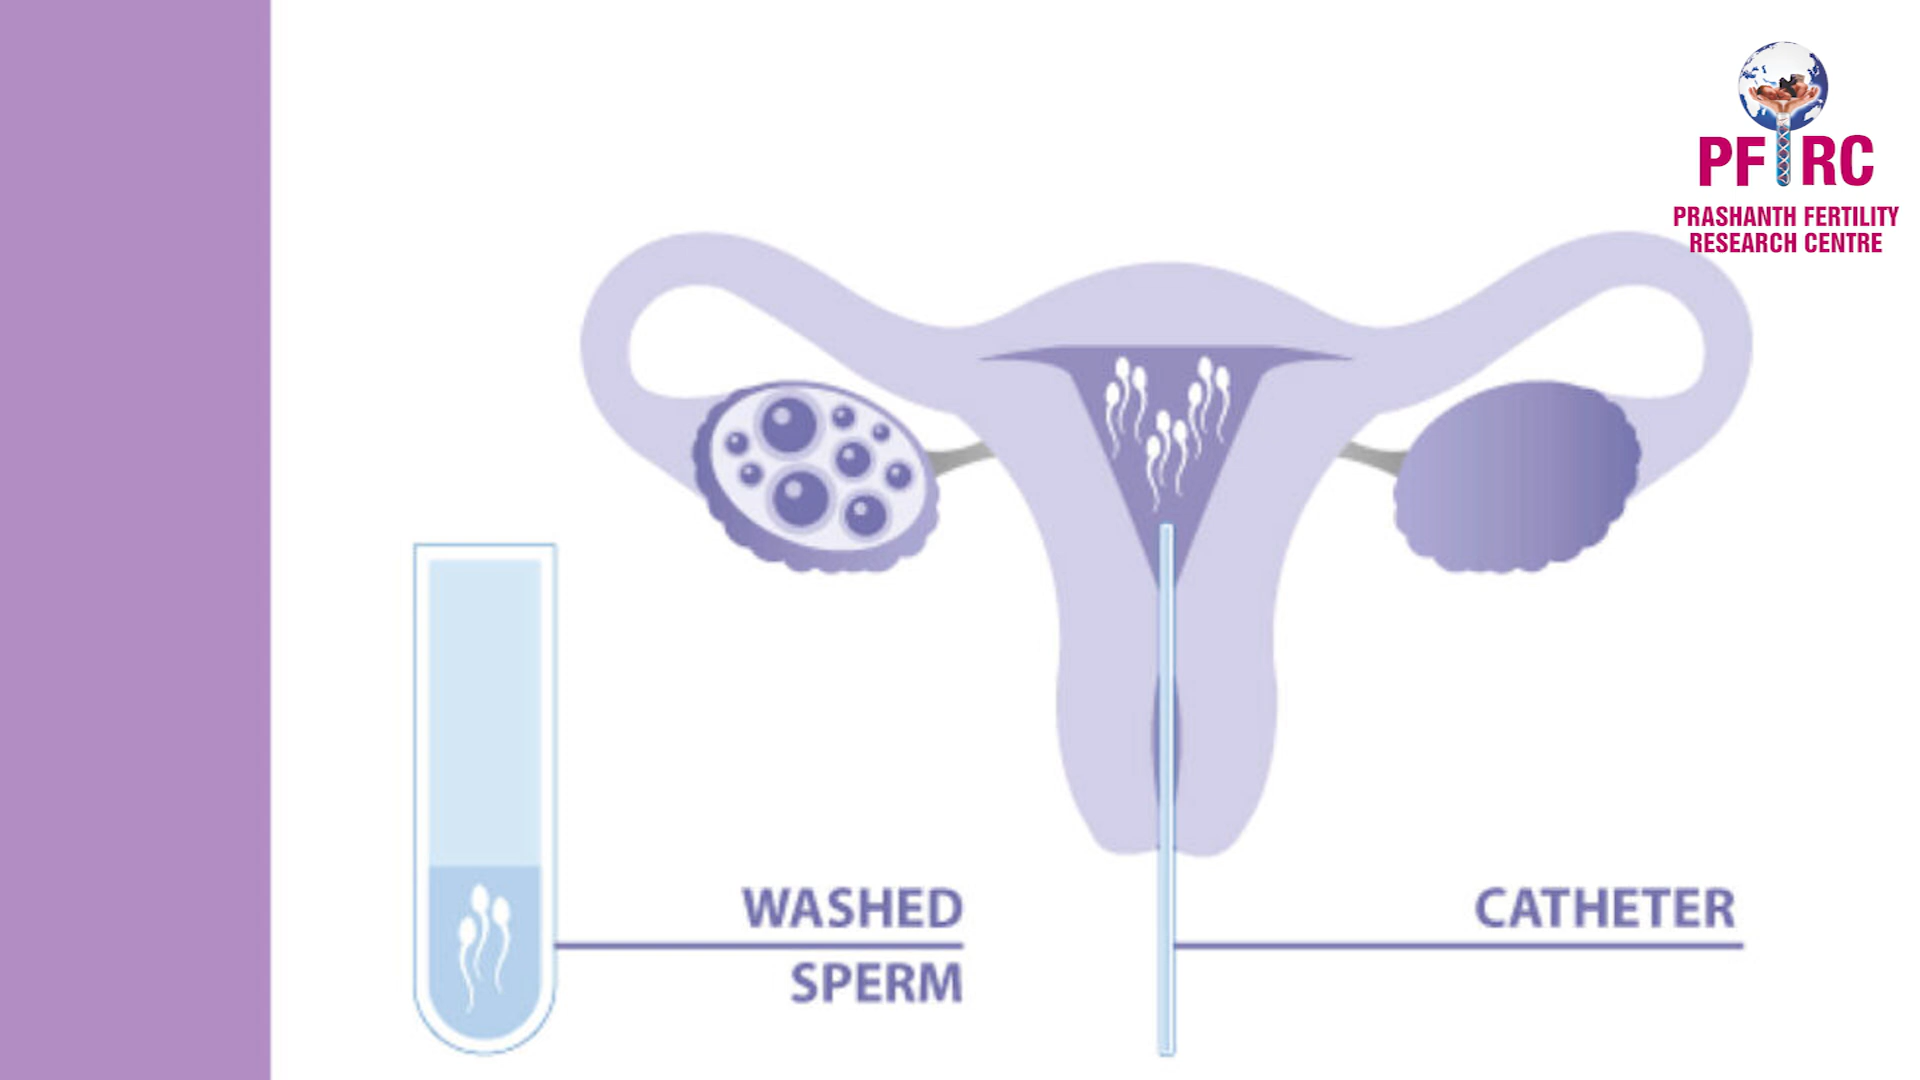 PF RC
PRASHANTH FERTILITY
RESEARCH CENTRE
WASHED
SPERM
CATHETER